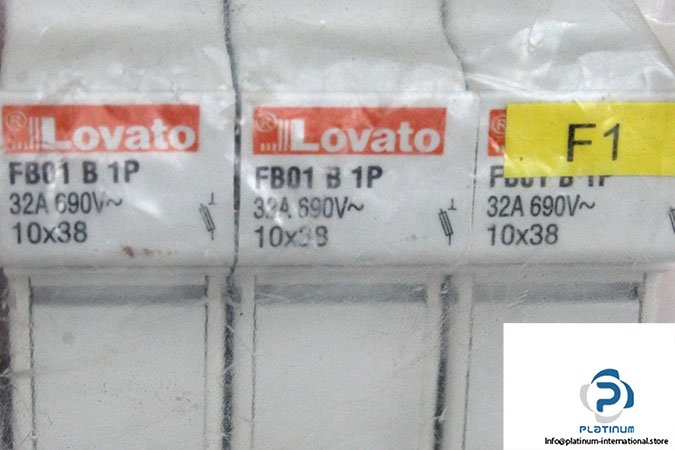 Lovato
FB01 B 1P
32A 690V~
10x38
Lovato
FB01 B 1P
32A 690V~
10x38
F1
32A 690V~
10x38
PLATINUM
Info@platinum-international.store